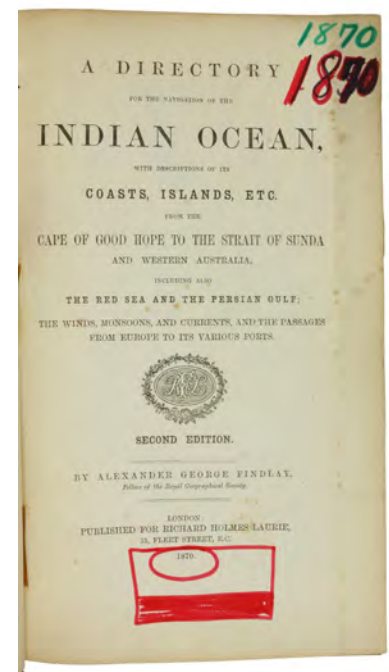 1870
1870
A DIRECTORY
FOR THE NAVIGATION OF THE
INDIAN OCEAN,
WITH DESCRIPTIONS OF ITS
COASTS, ISLANDS, ETC.
FROM THE
CAPE OF GOOD HOPE TO THE STRAIT OF SUNDA
AND WESTERN AUSTRALIA,
INCLUDING ALSO
THE RED SEA AND THE PERSIAN GULF;
THE WINDS, MONSOONS, AND CURRENTS, AND THE PASSAGES
FROM EUROPE TO ITS VARIOUS PORTS.
SECOND EDITION.
BY ALEXANDER GEORGE FINDLAY,
Fellow of the Royal Geographical Society.
LONDON:
PUBLISHED FOR RICHARD HOLMES LAURIE,
53, FLEET STREET, E.C.
1870.